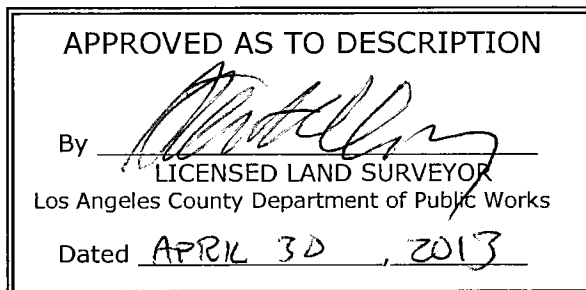 APPROVED AS TO DESCRIPTION
By
LICENSED LAND SURVEYOR
Los Angeles County Department of Public Works
Dated APRIL 30, 2013